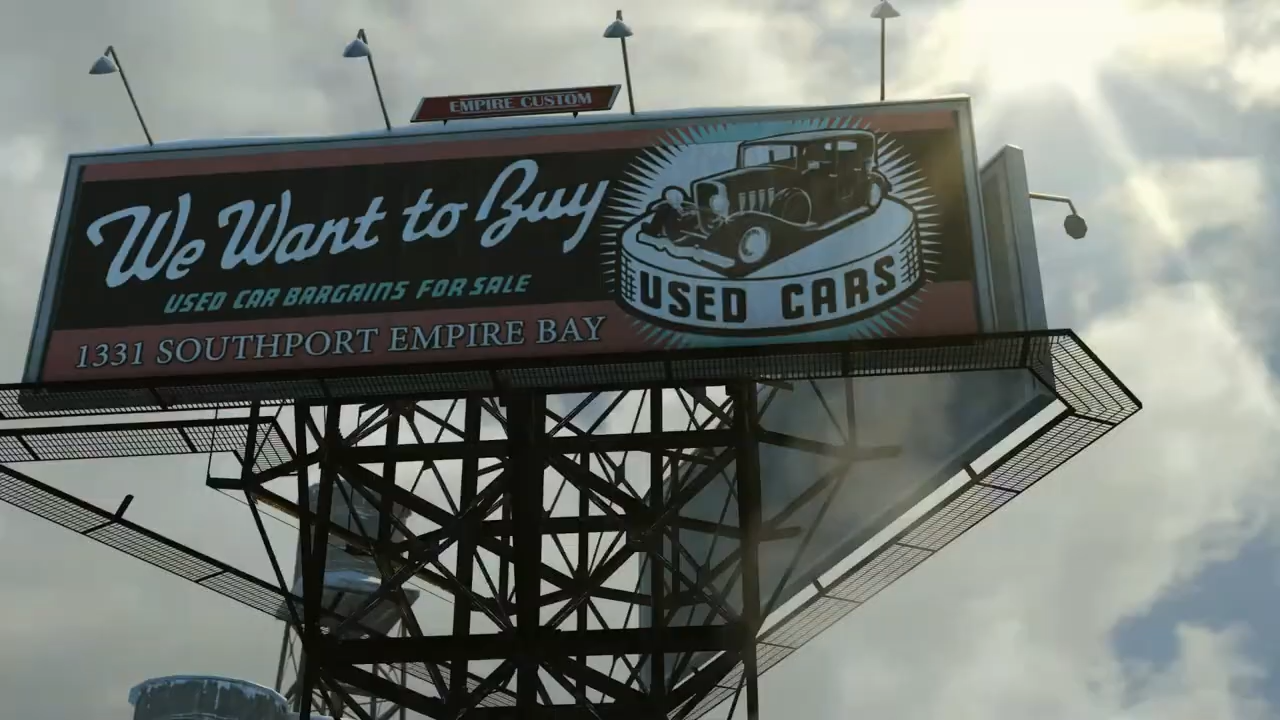 EMPIRE CUSTOM
We Want to Buy
USED CAR BARGAINS FOR SALE
1331 SOUTHPORT EMPIRE BAY
USED CARS